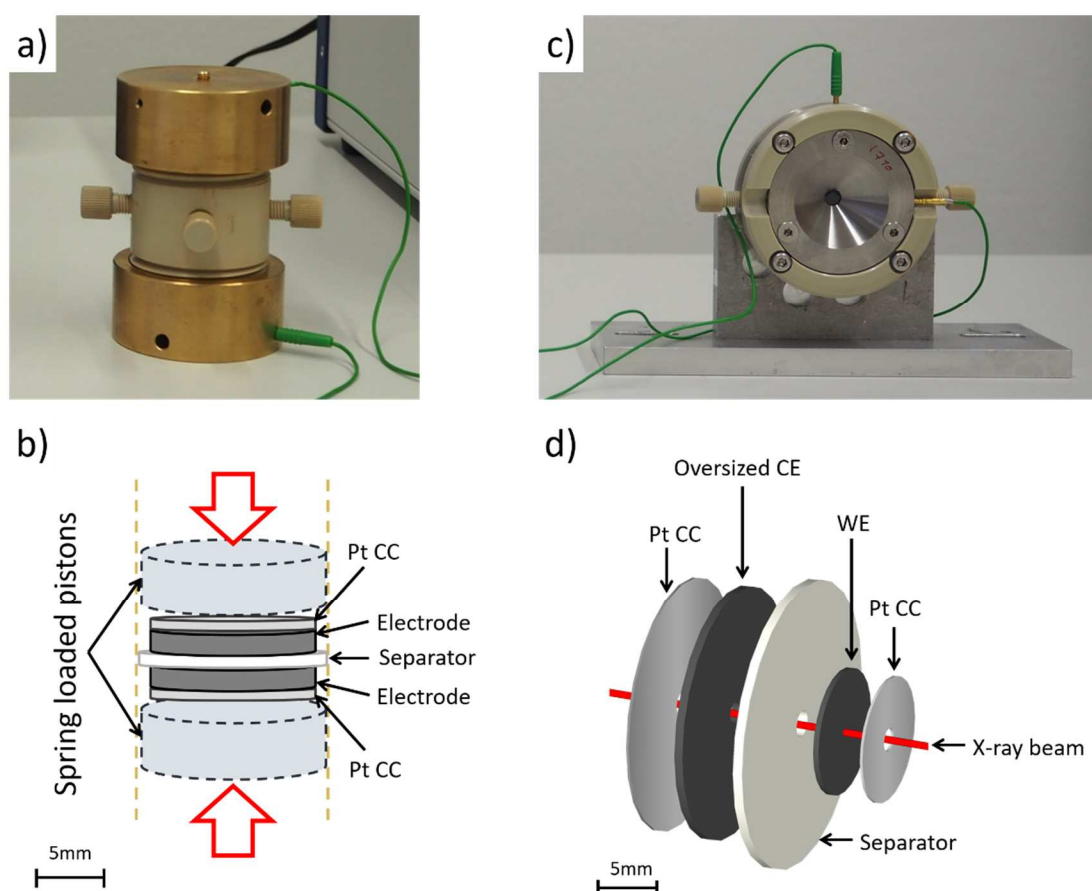 a)
c)
1790
b)
Spring loaded pistons
Pt CC
Electrode
Separator
Electrode
Pt CC
5mm
d)
Oversized CE
Pt CC
WE
Pt CC
X-ray beam
Separator
5mm